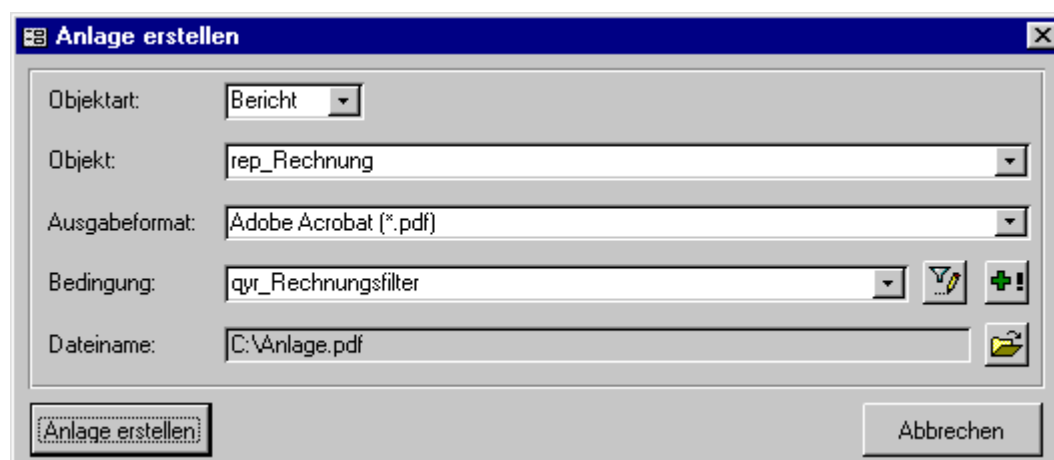 Anlage erstellen
Objektart: Bericht
Objekt: rep_Rechnung
Ausgabeformat: Adobe Acrobat (*.pdf)
Bedingung: qyr_Rechnungsfilter
Dateiname: C:\Anlage.pdf
Anlage erstellen Abbrechen